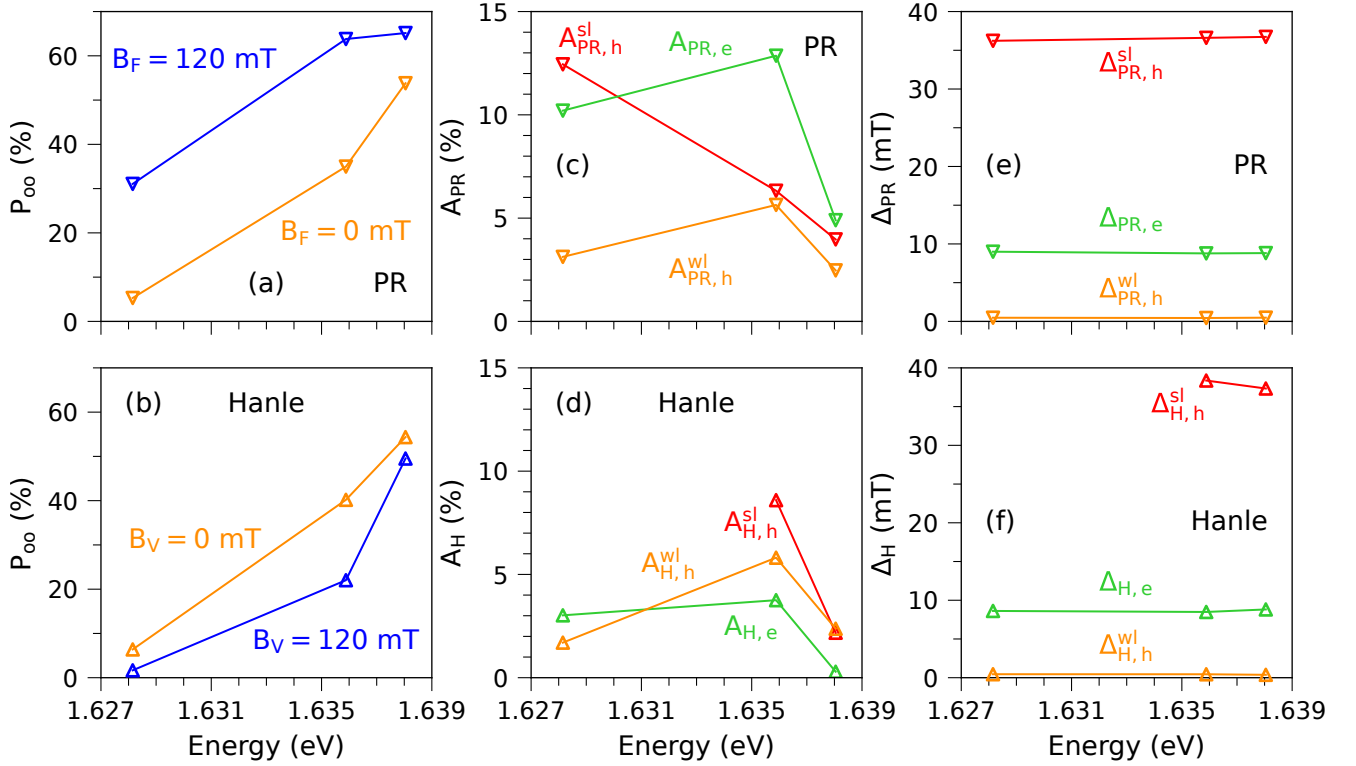 P_oo (%)
60
40
20
0
B_F = 120 mT
B_F = 0 mT
(a) PR
A_PR (%)
15
10
5
0
A^sl_PR, h
A_PR, e
PR
(c)
A^wl_PR, h
Δ_PR (mT)
40
30
20
10
0
Δ^sl_PR, h
(e) PR
Δ_PR, e
Δ^wl_PR, h
P_oo (%)
60
40
20
0
(b) Hanle
B_V = 0 mT
B_V = 120 mT
1.627 1.631 1.635 1.639
Energy (eV)
A_H (%)
15
10
5
0
(d) Hanle
A^sl_H, h
A^wl_H, h
A_H, e
1.627 1.631 1.635 1.639
Energy (eV)
Δ_H (mT)
40
30
20
10
0
Δ^sl_H, h
(f) Hanle
Δ_H, e
Δ^wl_H, h
1.627 1.631 1.635 1.639
Energy (eV)